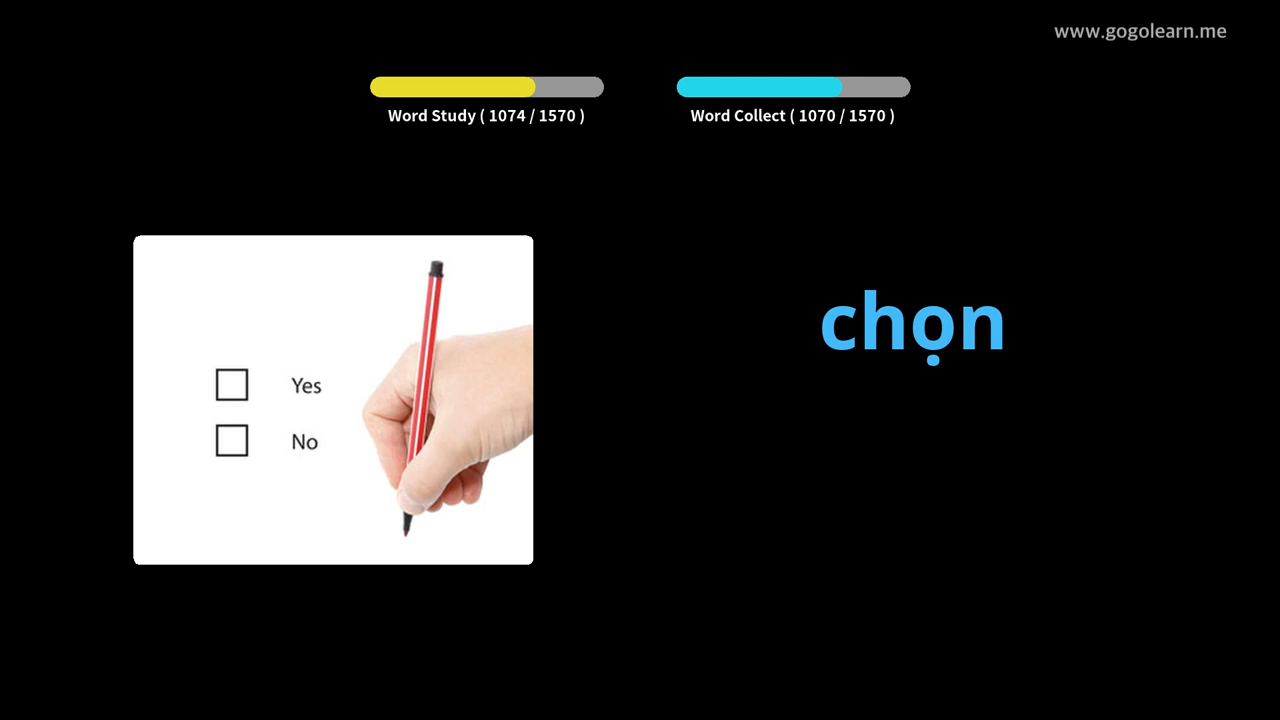 www.gogolearn.me
Word Study ( 1074 / 1570 )
Word Collect ( 1070 / 1570 )
chọn
Yes
No